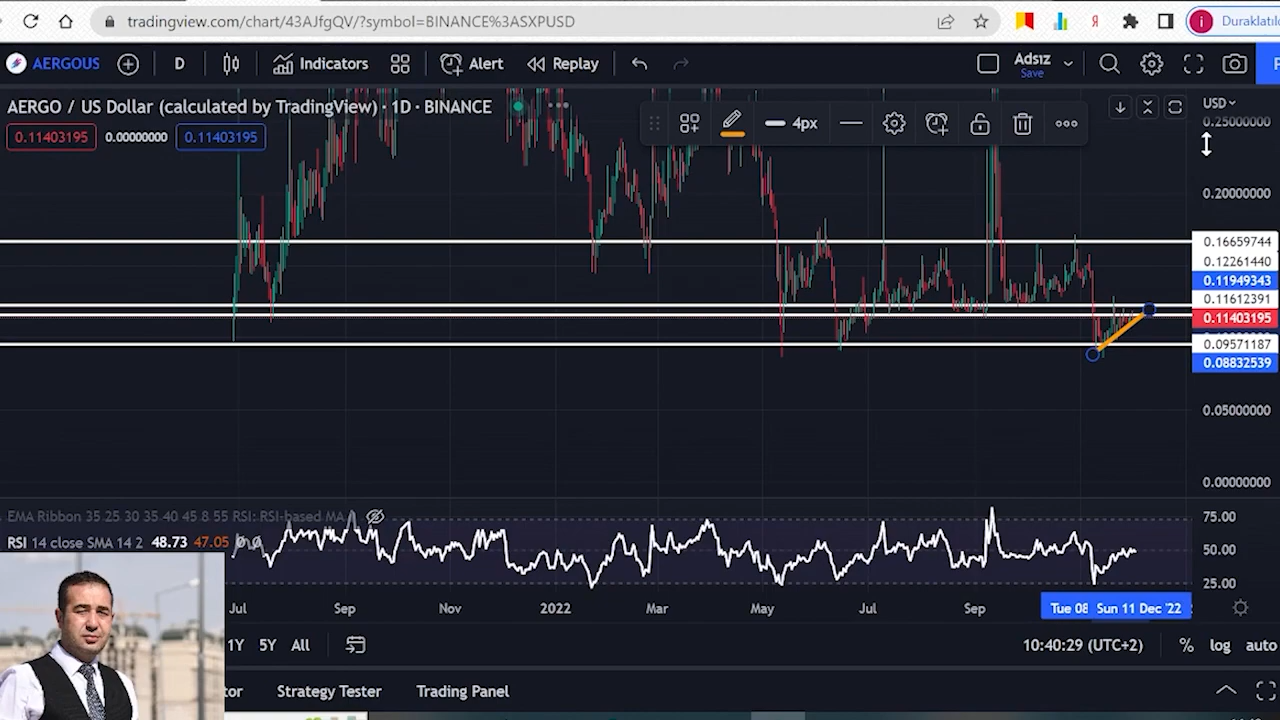 tradingview.com/chart/43AJfgQV/?symbol=BINANCE%3ASXPUSD
Duraklatıl
AERGOUS D Indicators Alert Replay Adsız
Save
AERGO / US Dollar (calculated by TradingView) · 1D · BINANCE
0.11403195 0.00000000 0.11403195
4px
USD
0.25000000
0.20000000
0.16659744
0.12261440
0.11949343
0.11612391
0.11403195
0.09571187
0.08832539
0.05000000
0.00000000
EMA Ribbon 35 25 30 35 40 45 8 55 RSI: RSI-based MA
RSI 14 close SMA 14 2 48.73 47.05 Ø Ø
75.00
50.00
25.00
Jul Sep Nov 2022 Mar May Jul Sep Tue 08 Sun 11 Dec '22
1Y 5Y All 10:40:29 (UTC+2) % log auto
tor Strategy Tester Trading Panel